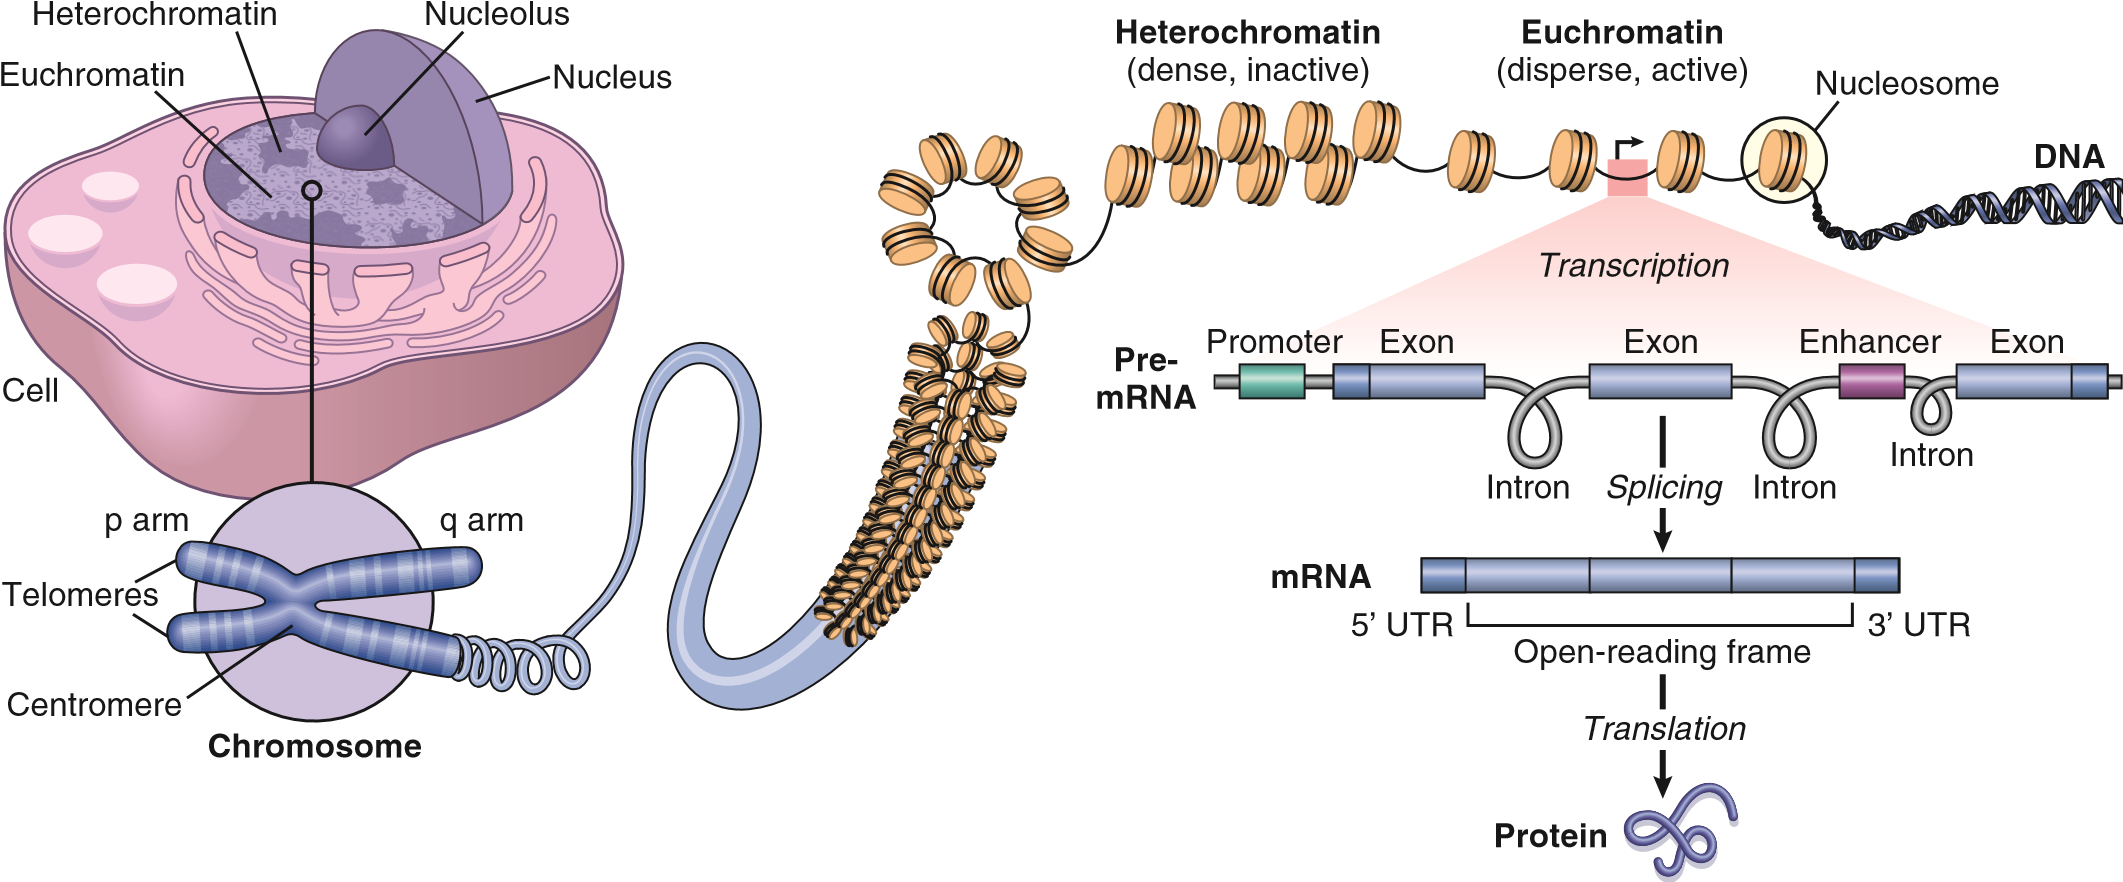 Heterochromatin
Nucleolus
Euchromatin
Nucleus
Cell
p arm
q arm
Telomeres
Centromere
Chromosome
Heterochromatin
(dense, inactive)
Euchromatin
(disperse, active)
Nucleosome
DNA
Transcription
Pre-
mRNA
Promoter
Exon
Exon
Enhancer
Exon
Intron
Splicing
Intron
Intron
mRNA
5’ UTR
3’ UTR
Open-reading frame
Translation
Protein